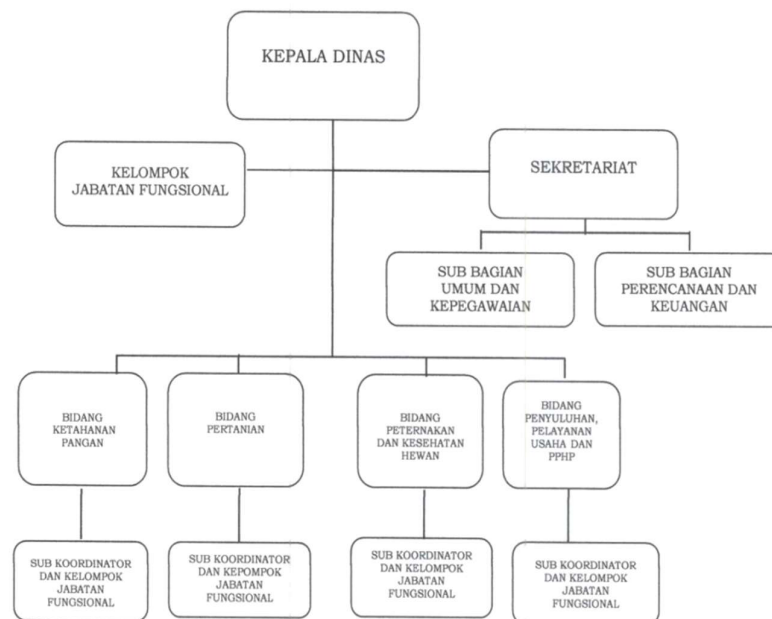 KEPALA DINAS
KELOMPOK
JABATAN FUNGSIONAL
SEKRETARIAT
SUB BAGIAN
UMUM DAN
KEPEGAWAIAN
SUB BAGIAN
PERENCANAAN DAN
KEUANGAN
BIDANG
KETAHANAN
PANGAN
BIDANG
PERTANIAN
BIDANG
PETERNAKAN
DAN KESEHATAN
HEWAN
BIDANG
PENYULUHAN,
PELAYANAN
USAHA DAN
PPHP
SUB KOORDINATOR
DAN KELOMPOK
JABATAN
FUNGSIONAL
SUB KOORDINATOR
DAN KEPOMPOK
JABATAN
FUNGSIONAL
SUB KOORDINATOR
DAN KELOMPOK
JABATAN
FUNGSIONAL
SUB KOORDINATOR
DAN KELOMPOK
JABATAN
FUNGSIONAL